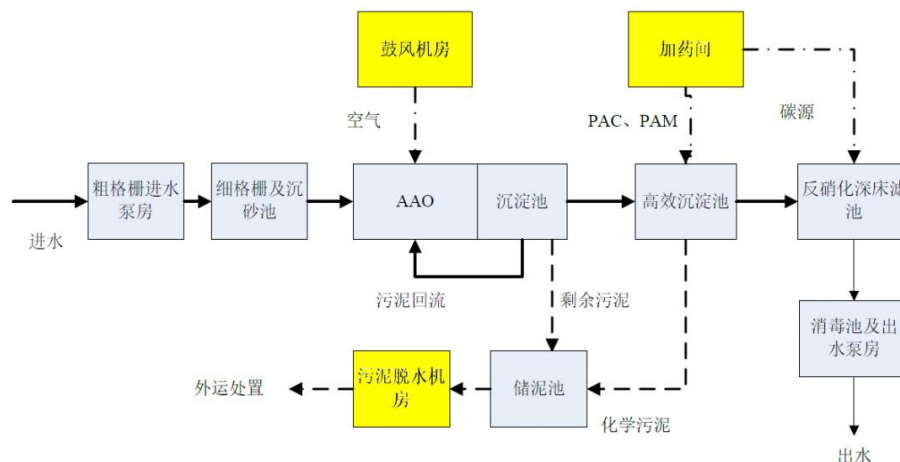 鼓风机房
加药间
空气
PAC、PAM
碳源
粗格栅进水
泵房
细格栅及沉
砂池
AAO
沉淀池
高效沉淀池
反硝化深床滤
池
进水
污泥回流
剩余污泥
消毒池及出
水泵房
外运处置
污泥脱水机
房
储泥池
化学污泥
出水